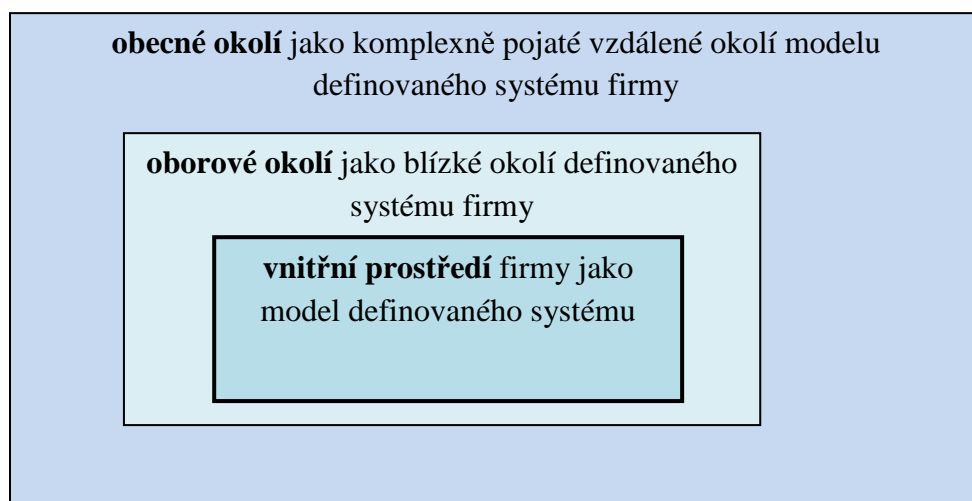 obecné okolí jako komplexně pojaté vzdálené okolí modelu
definovaného systému firmy
oborové okolí jako blízké okolí definovaného
systému firmy
vnitřní prostředí firmy jako
model definovaného systému